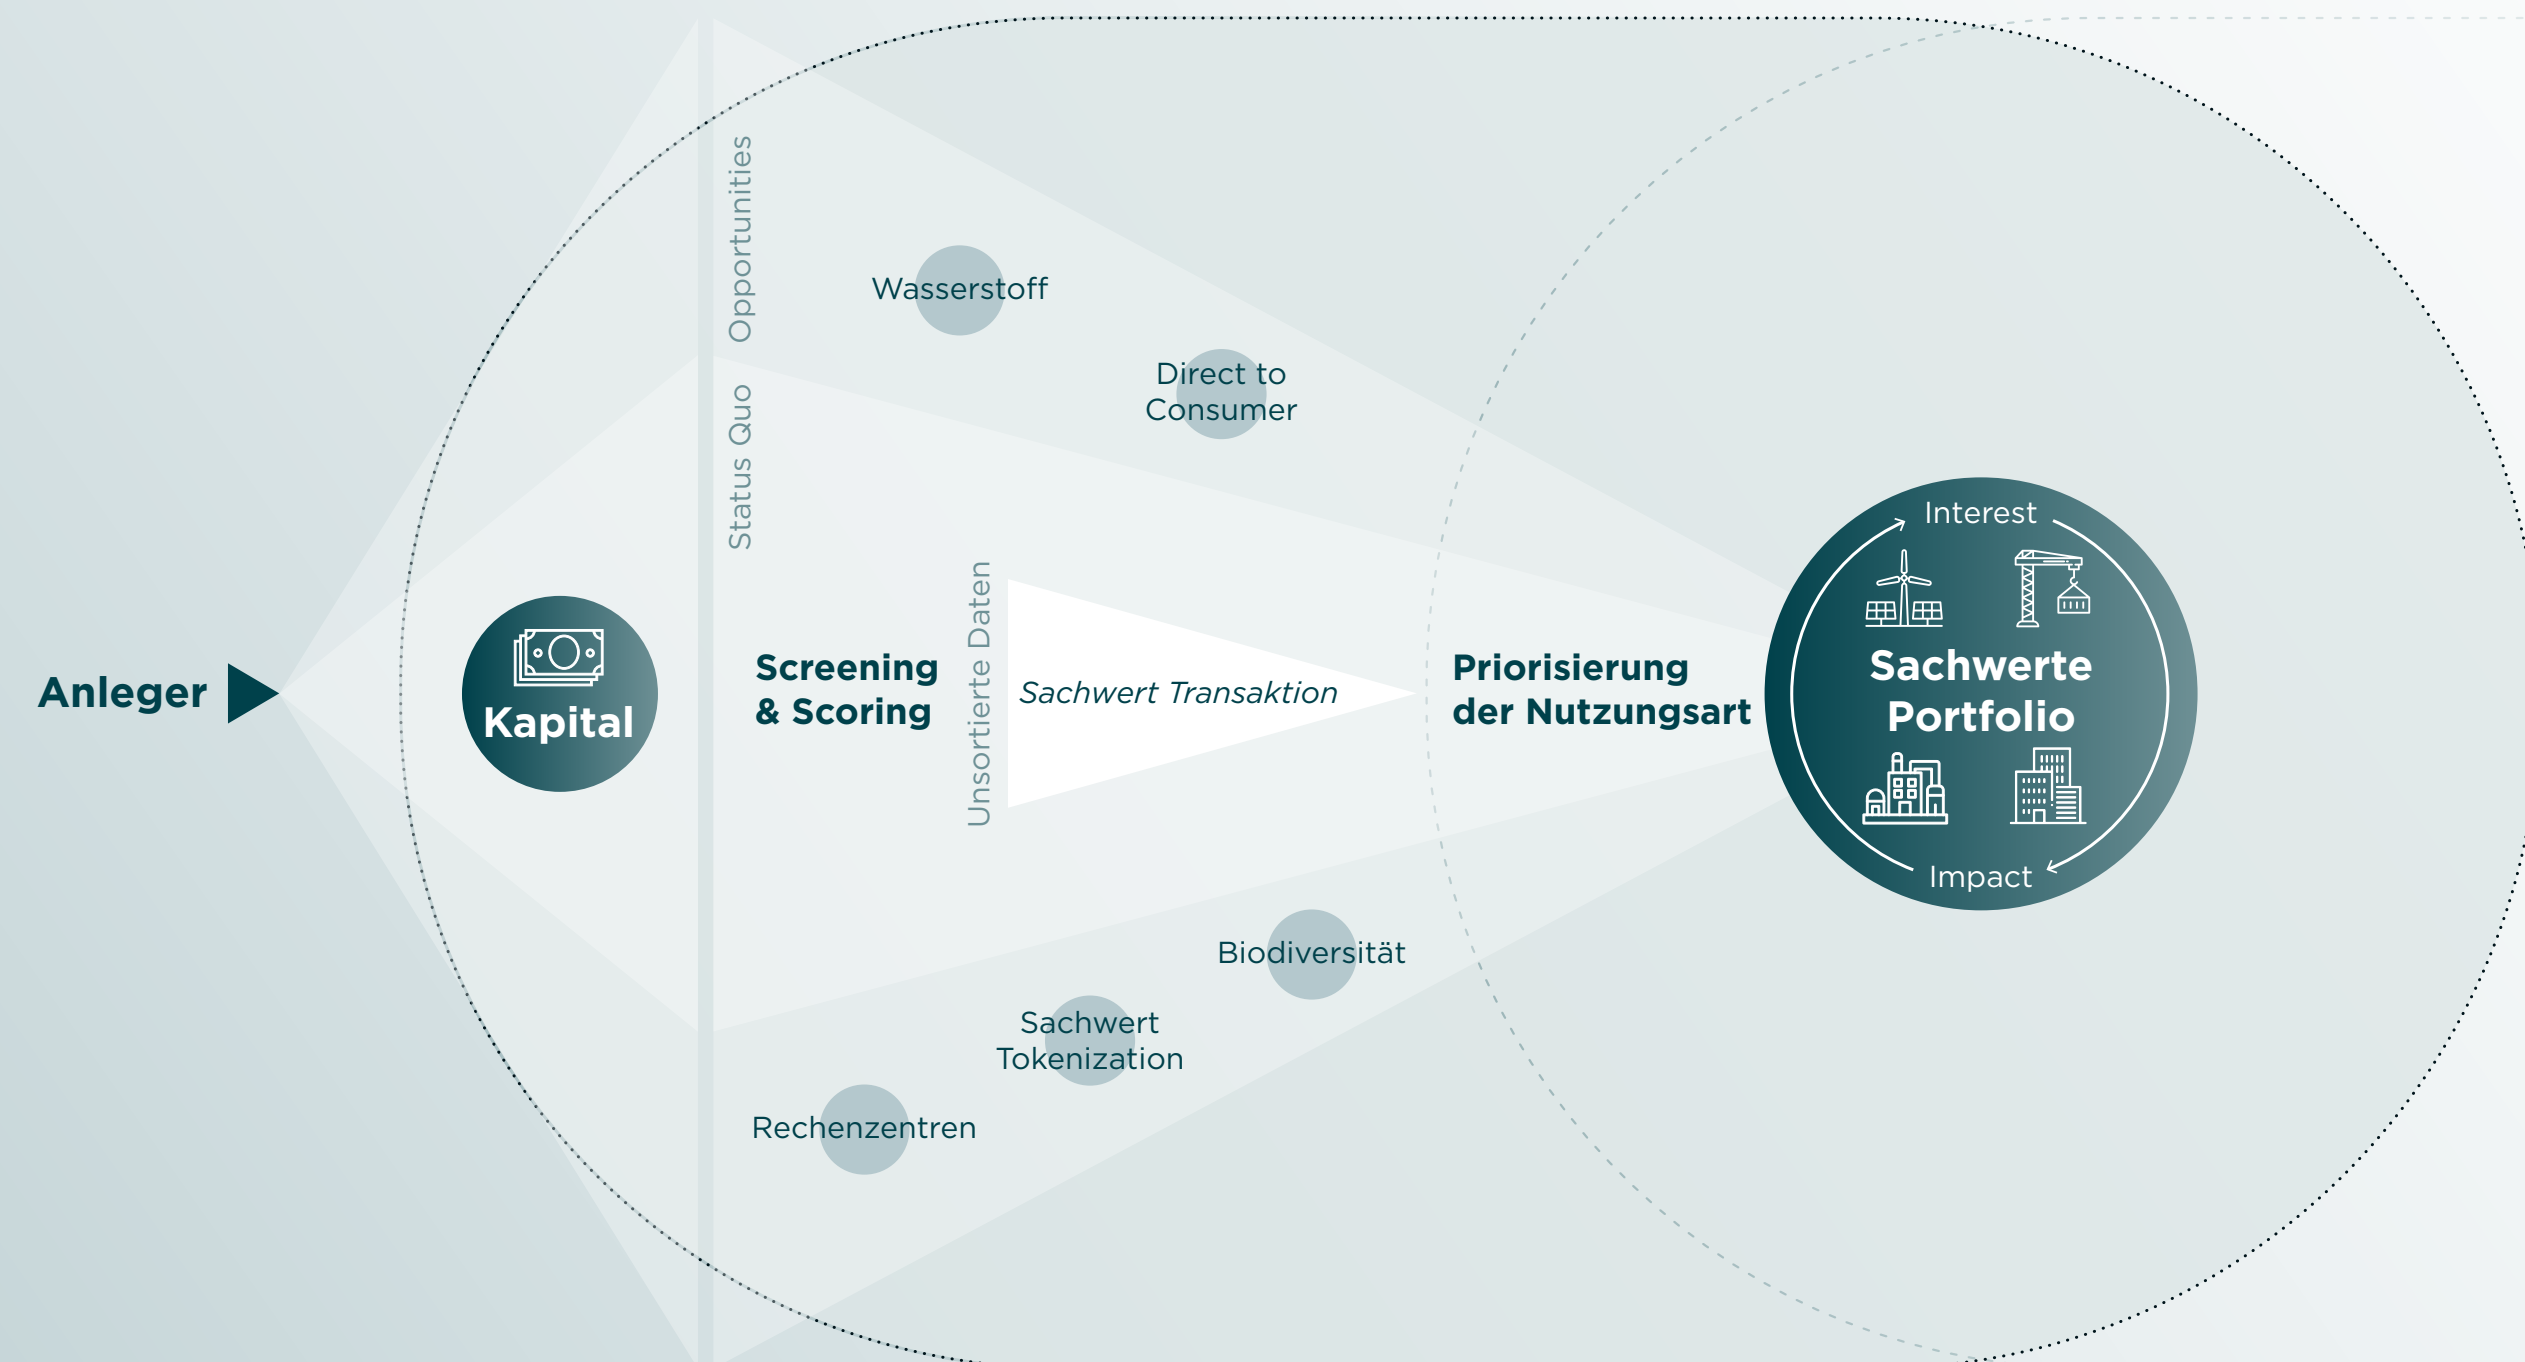 Anleger
Kapital
Opportunities
Status Quo
Wasserstoff
Direct to
Consumer
Screening
& Scoring
Unsortierte Daten
Sachwert Transaktion
Priorisierung
der Nutzungsart
Interest
Sachwerte
Portfolio
Impact
Biodiversität
Sachwert
Tokenization
Rechenzentren